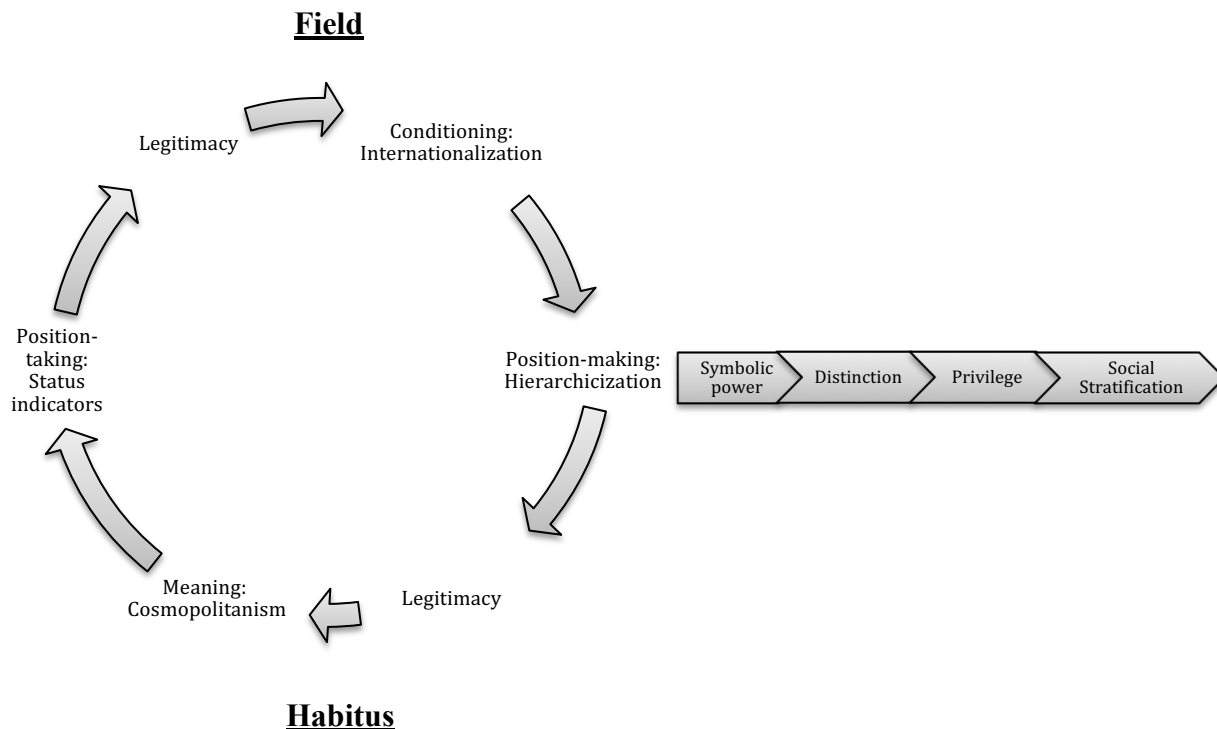 Field
Legitimacy
Conditioning:
Internationalization
Position-
taking:
Status
indicators
Position-making:
Hierarchicization
Symbolic
power
Distinction
Privilege
Social
Stratification
Meaning:
Cosmopolitanism
Legitimacy
Habitus